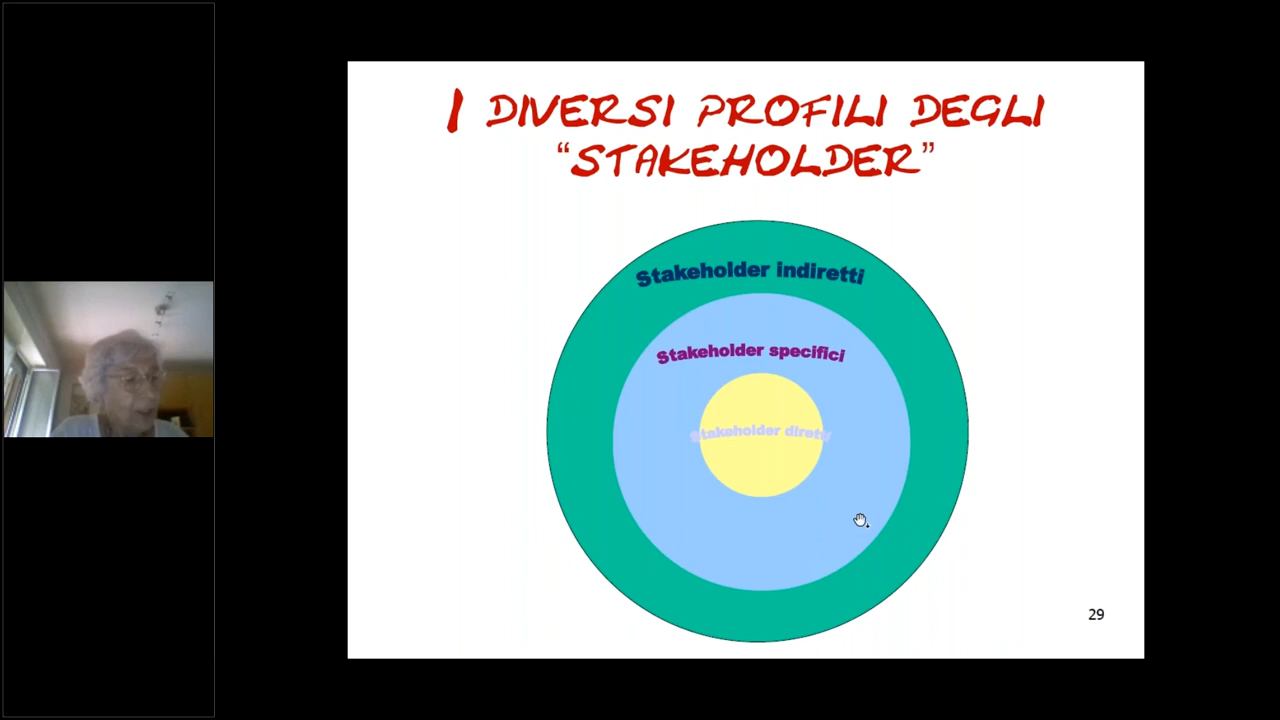 I DIVERSI PROFILI DEGLI
“STAKEHOLDER”
Stakeholder indiretti
Stakeholder specifici
Stakeholder diretti
29